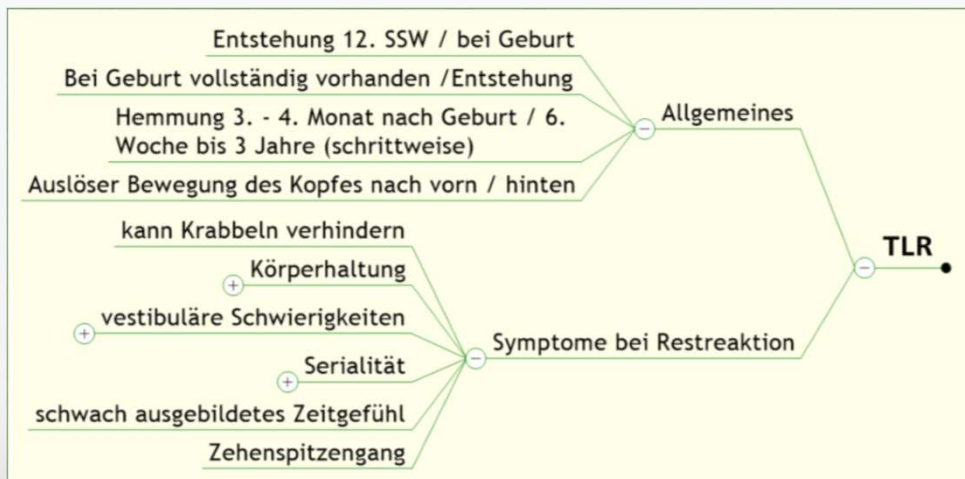 Entstehung 12. SSW / bei Geburt
Bei Geburt vollständig vorhanden /Entstehung
Hemmung 3. - 4. Monat nach Geburt / 6.
Woche bis 3 Jahre (schrittweise)
Auslöser Bewegung des Kopfes nach vorn / hinten
Allgemeines
kann Krabbeln verhindern
Körperhaltung
vestibuläre Schwierigkeiten
Serialität
schwach ausgebildetes Zeitgefühl
Zehenspitzengang
Symptome bei Restreaktion
TLR